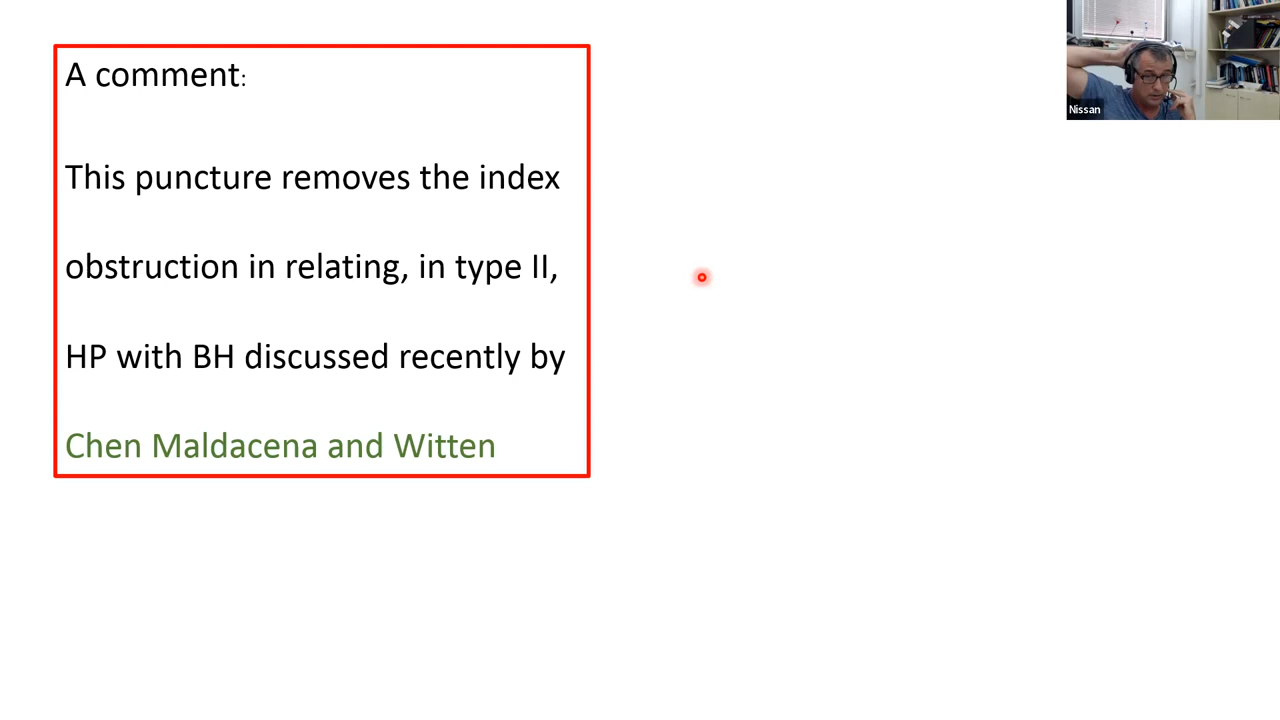 A comment:
This puncture removes the index
obstruction in relating, in type II,
HP with BH discussed recently by
Chen Maldacena and Witten
Nissan